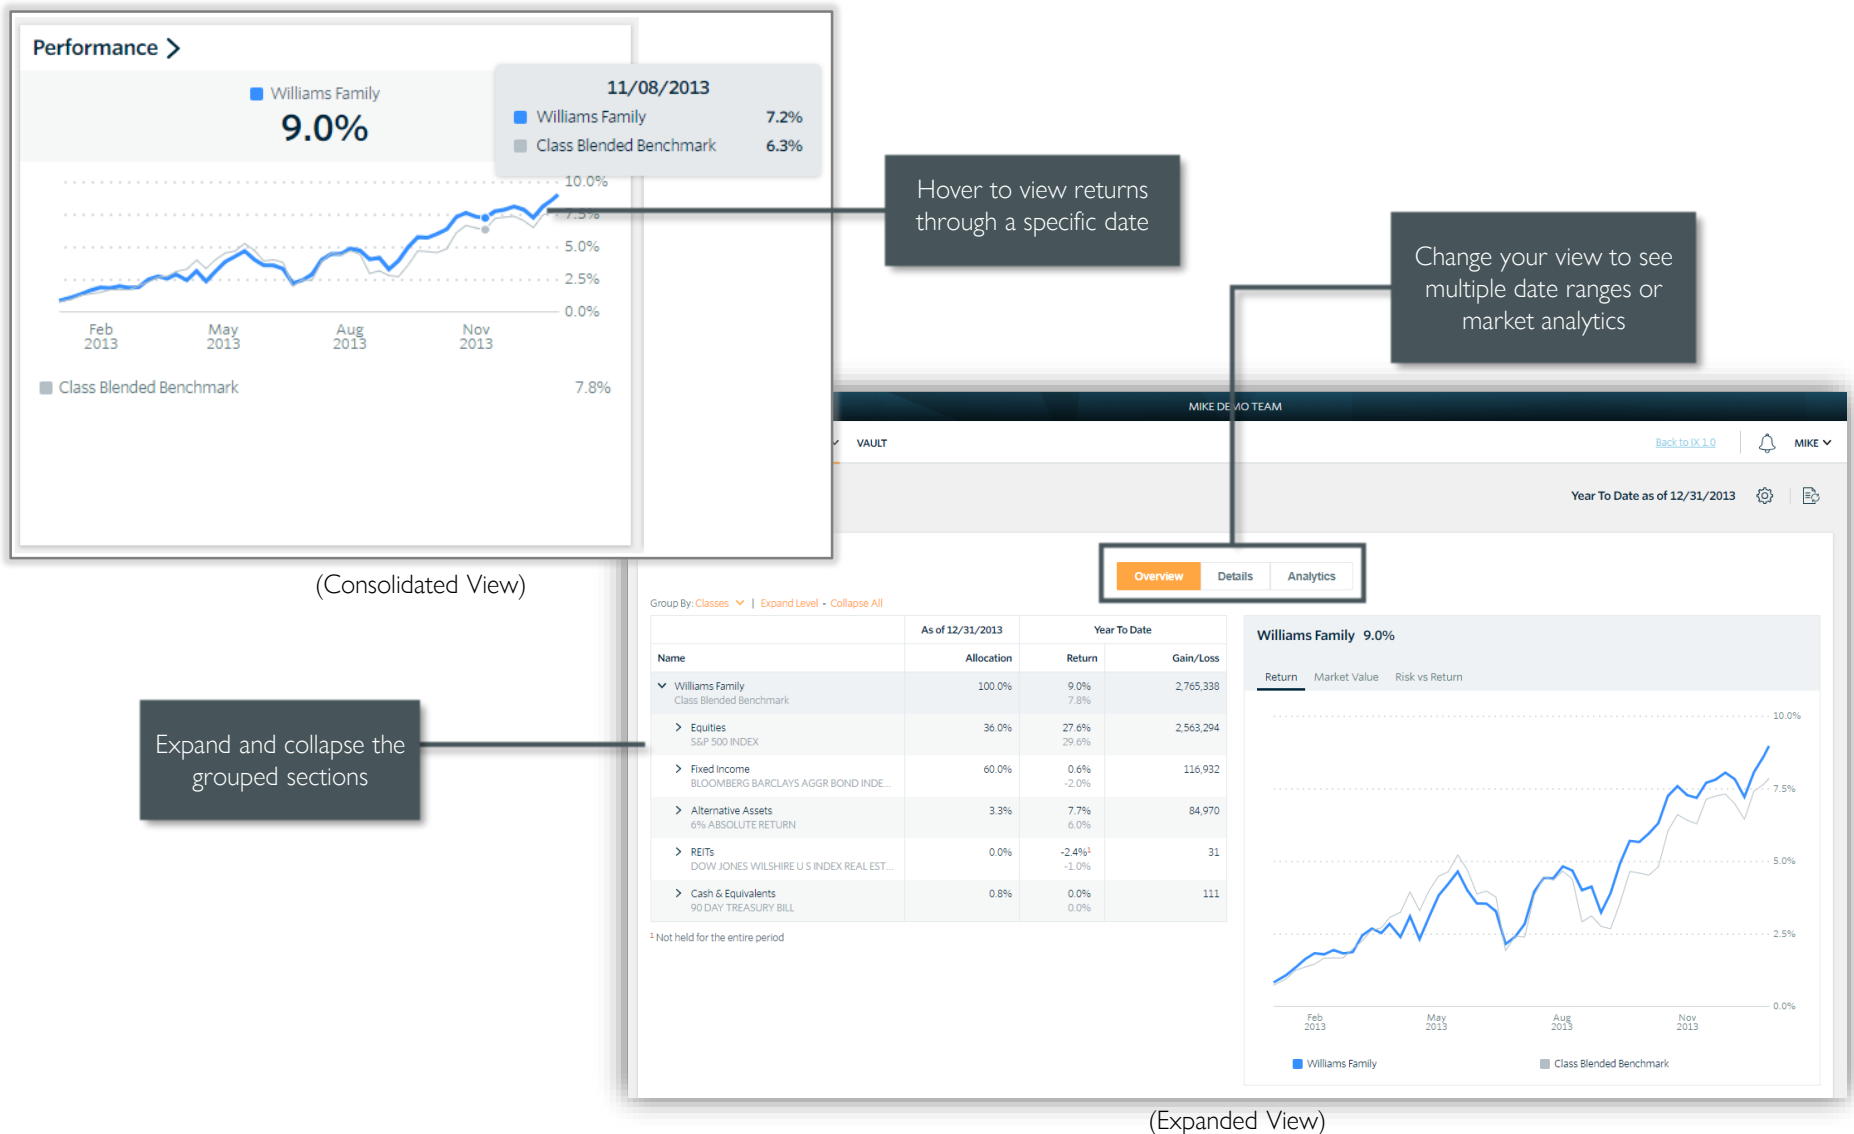 Performance
Williams Family
9.0%
11/08/2013
Williams Family 7.2%
Class Blended Benchmark 6.3%
10.0%
7.5%
5.0%
2.5%
0.0%
Feb May Aug Nov
2013 2013 2013 2013
Class Blended Benchmark 7.8%
(Consolidated View)
Hover to view returns
through a specific date
Change your view to see
multiple date ranges or
market analytics
Expand and collapse the
grouped sections
MIKE DEMO TEAM
VAULT
Back to IX 1.0
MIKE
Year To Date as of 12/31/2013
Overview Details Analytics
Group By: Classes | Expand Level - Collapse All
As of 12/31/2013 Year To Date
Name Allocation Return Gain/Loss
Williams Family 100.0% 9.0% 2,765,338
Class Blended Benchmark 7.8%
Equities 36.0% 27.6% 2,563,294
S&P 500 INDEX 29.6%
Fixed Income 60.0% 0.6% 116,932
BLOOMBERG BARCLAYS AGGR BOND INDE... -2.0%
Alternative Assets 3.3% 7.7% 84,970
6% ABSOLUTE RETURN 6.0%
REITs 0.0% -2.4%¹ 31
DOW JONES WILSHIRE U S INDEX REAL EST... -1.0%
Cash & Equivalents 0.8% 0.0% 111
90 DAY TREASURY BILL 0.0%
¹ Not held for the entire period
Williams Family 9.0%
Return Market Value Risk vs Return
10.0%
7.5%
5.0%
2.5%
0.0%
Feb May Aug Nov
2013 2013 2013 2013
Williams Family Class Blended Benchmark
(Expanded View)